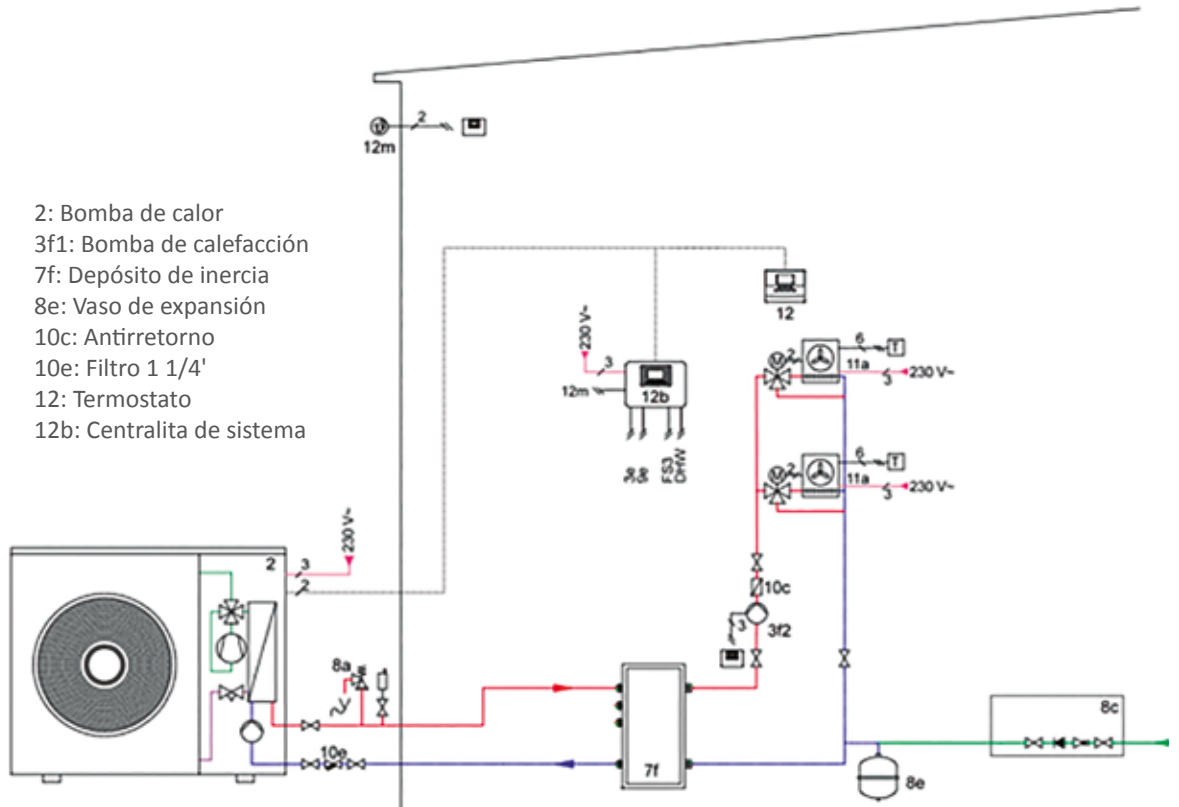 2
12m
2: Bomba de calor
3f1: Bomba de calefacción
7f: Depósito de inercia
8e: Vaso de expansión
10c: Antirretorno
10e: Filtro 1 1/4'
12: Termostato
12b: Centralita de sistema
12
230 V~
3
12m
12b
FS3
DHW
M
2
6
T
11a
3
230 V~
M
2
6
T
11a
3
230 V~
2
3
230 V~
2
10c
3
3f2
8a
10e
7f
8e
8c